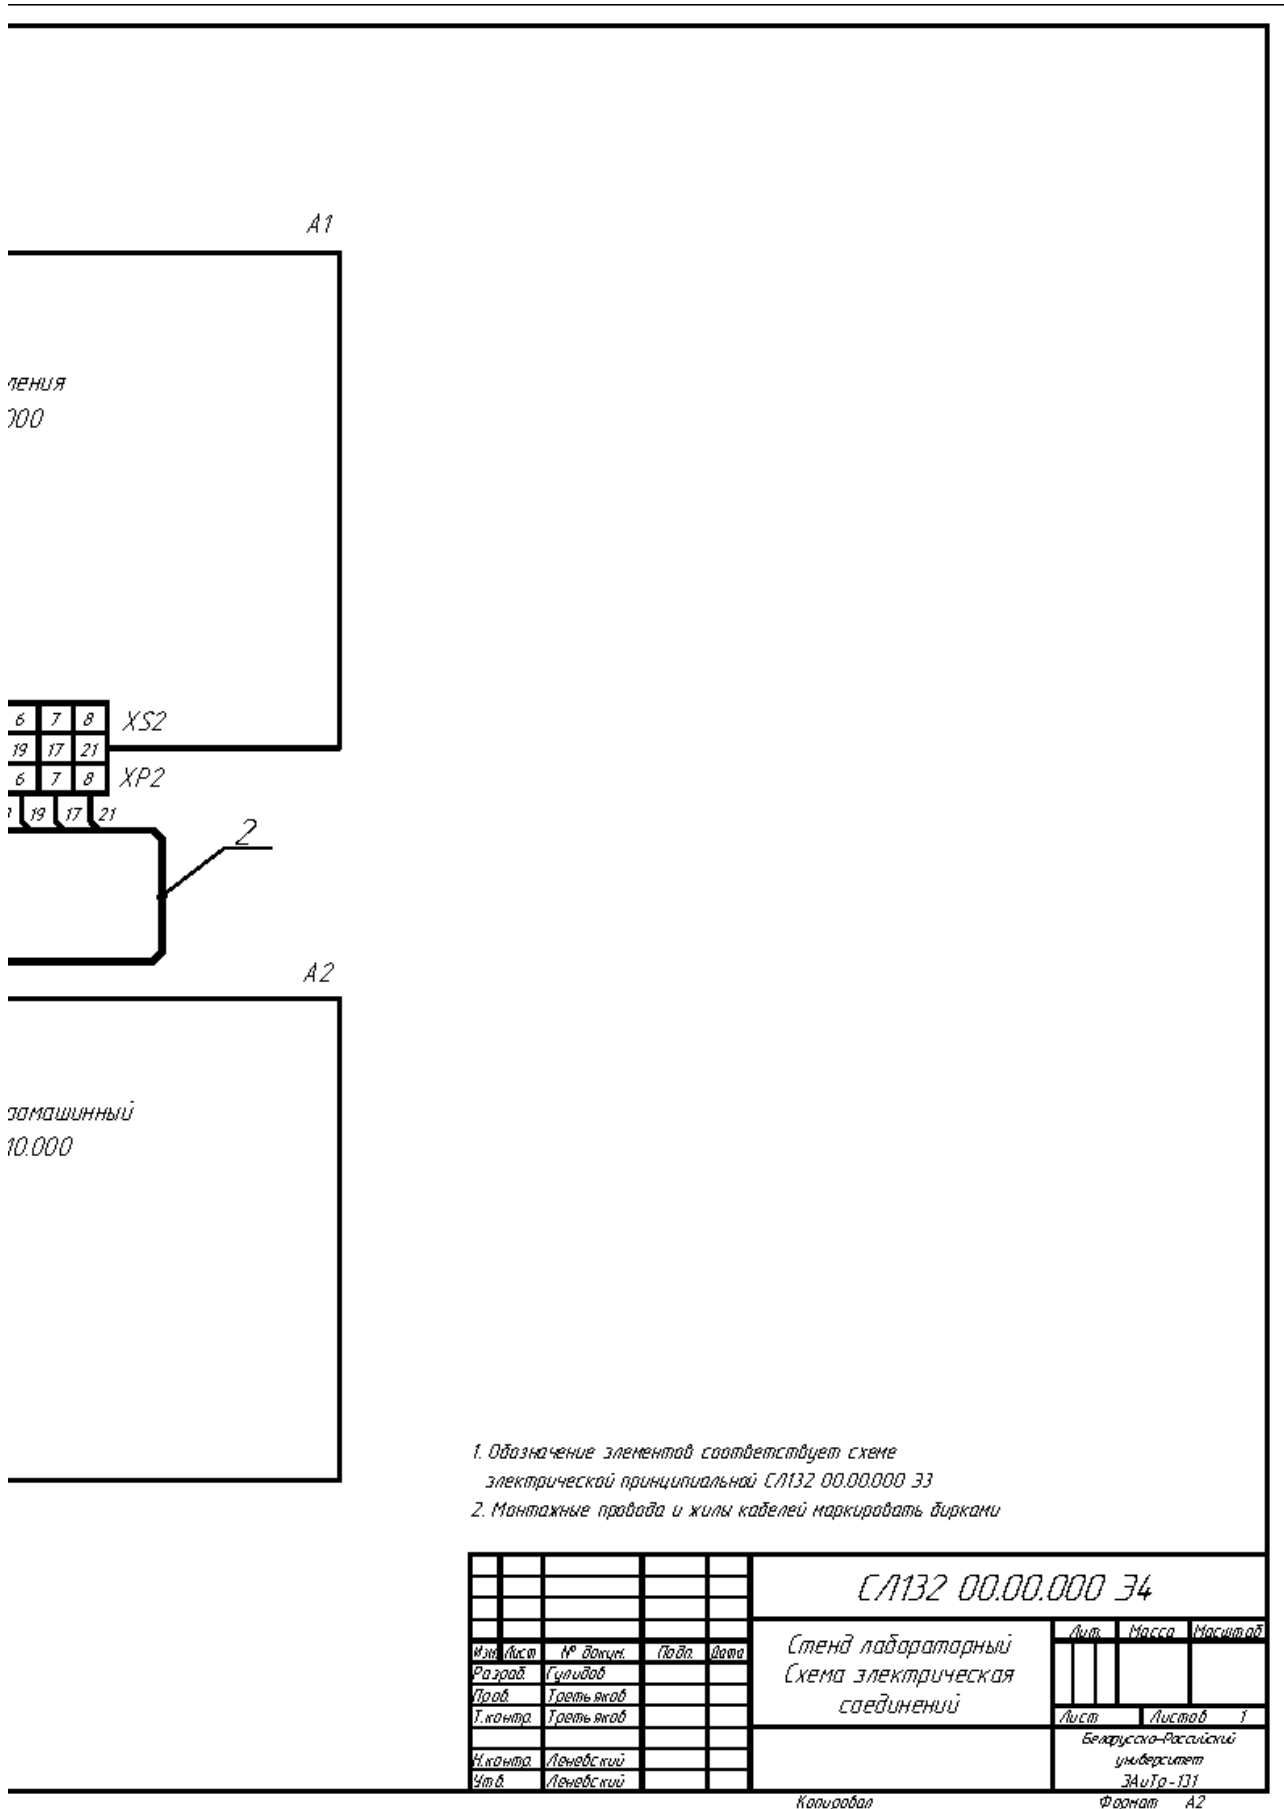 А1
ления
000
6 7 8 XS2
19 17 21
6 7 8 XP2
19 17 21
2
А2
ромашинный
10.000
1. Обозначение элементов соответствует схеме
электрической принципиальной СЛ132 00.00.000 Э3
2. Монтажные провода и жилы кабелей маркировать бирками
СЛ132 00.00.000 Э4
Стенд лабораторный
Схема электрическая
соединений
Лит. Масса Масштаб
Изм Лист № докум. Подп. Дата
Разраб. Гулидов
Пров. Третьяков
Т.контр. Третьяков
Лист Листов 1
Н.контр. Леневский
Утв. Леневский
Белорусско-Российский
университет
ЭАиТр-131
Копировал Формат А2